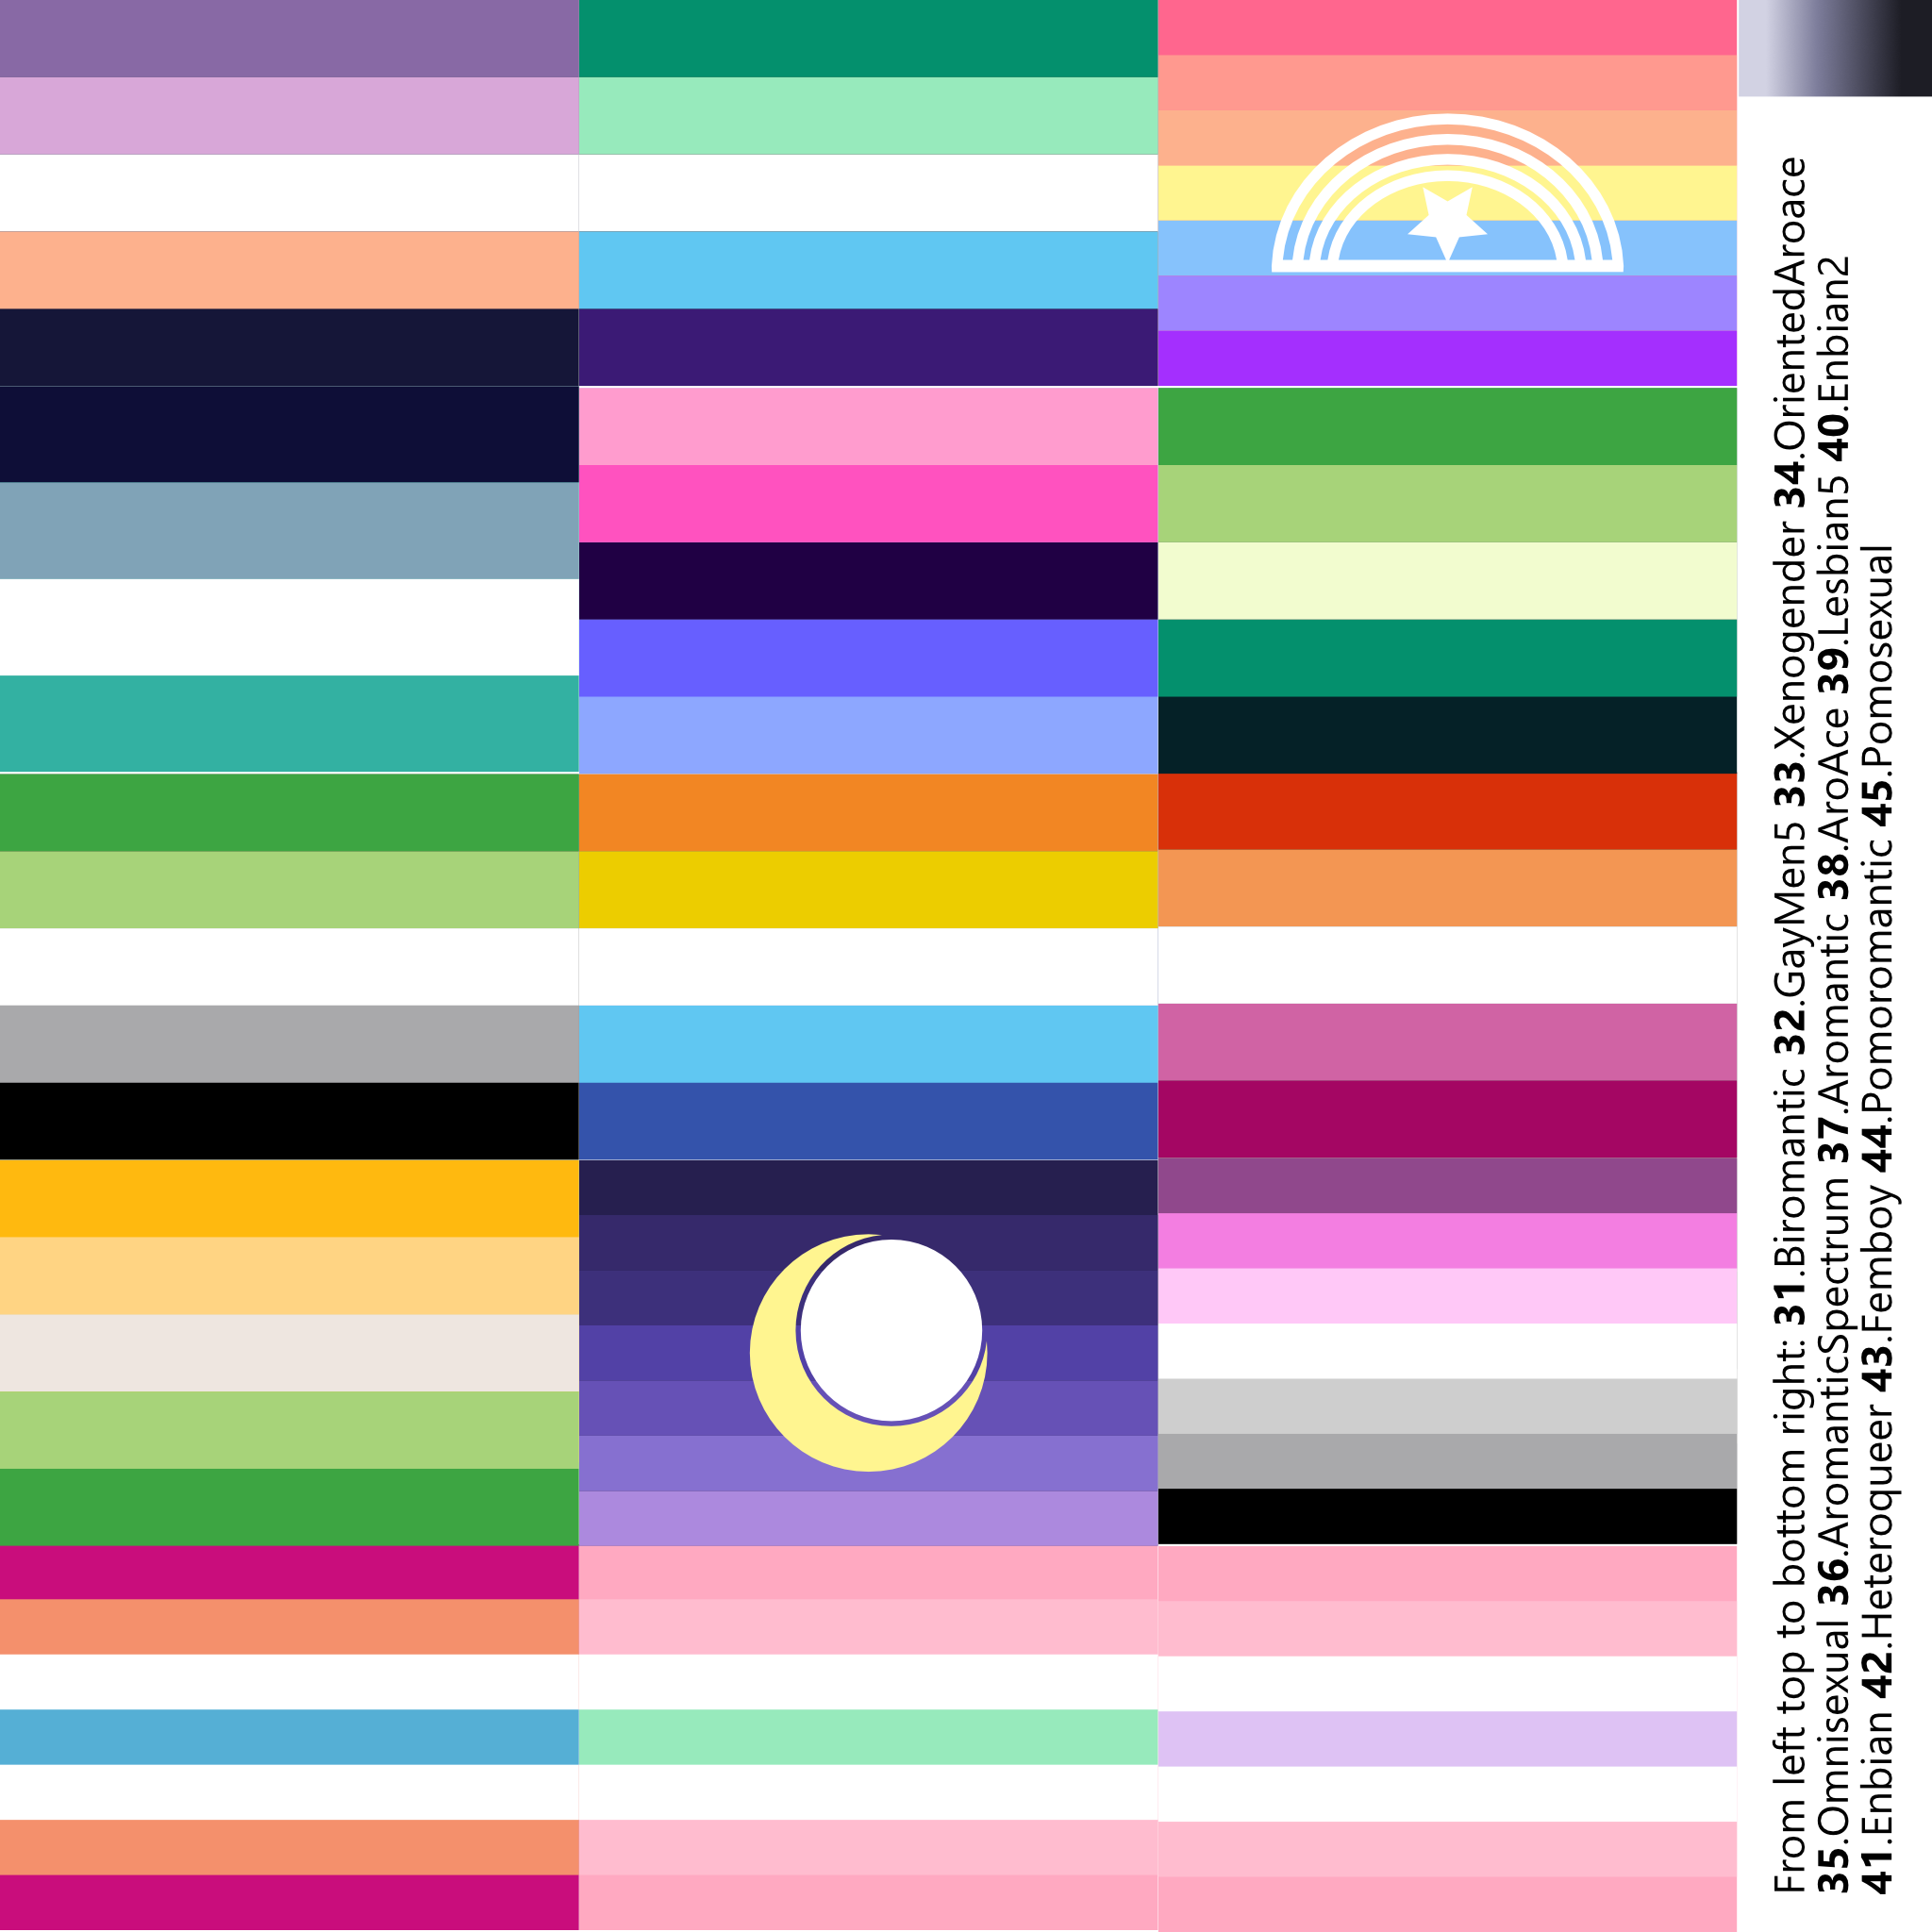 From left top to bottom right: 31.Biromantic 32.GayMen5 33.Xenogender 34.OrientedAroace
35.Omnisexual 36.AromanticSpectrum 37.Aromantic 38.AroAce 39.Lesbian5 40.Enbian2
41.Enbian 42.Heteroqueer 43.Femboy 44.Pomoromantic 45.Pomosexual